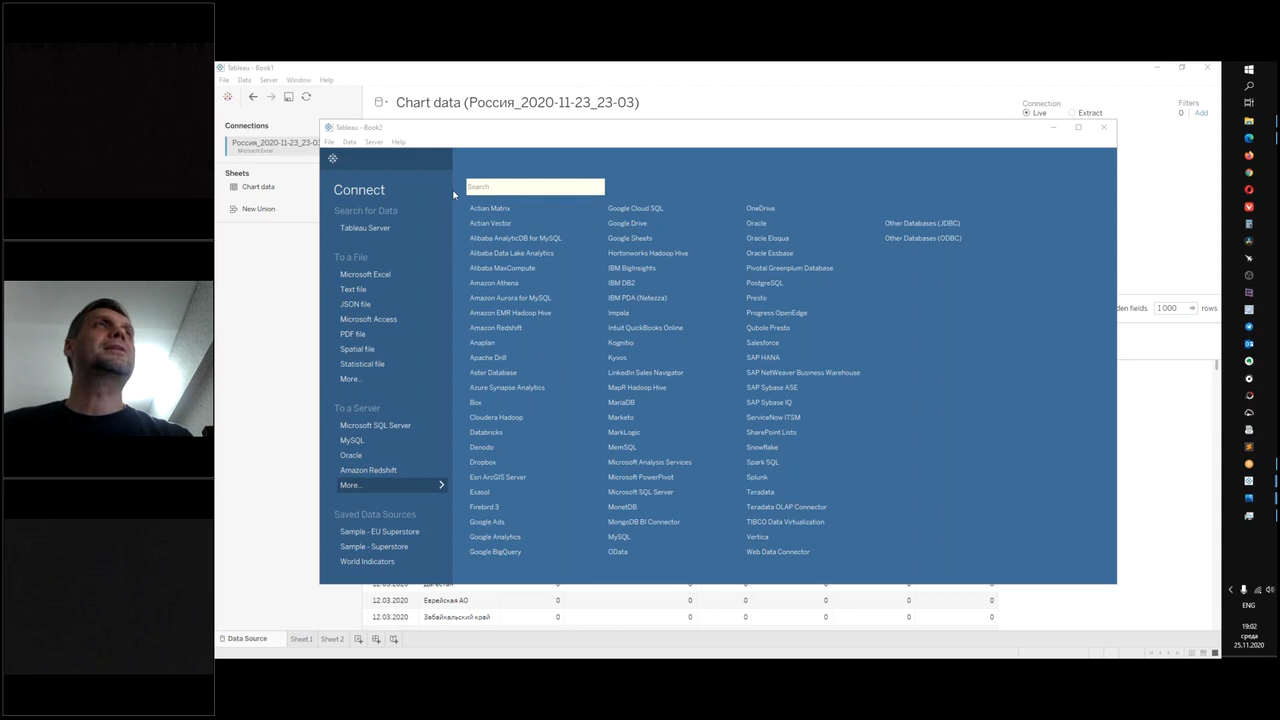 Tableau - Book1
File Data Server Window Help
Connections
Россия_2020-11-23_23-03
Microsoft Excel
Sheets
Chart data
New Union
Chart data (Россия_2020-11-23_23-03)
Connection
Live Extract
Filters
0 Add
Tableau - Book2
File Data Server Help
Connect
Search for Data
Tableau Server
To a File
Microsoft Excel
Text file
JSON file
Microsoft Access
PDF file
Spatial file
Statistical file
More...
To a Server
Microsoft SQL Server
MySQL
Oracle
Amazon Redshift
More...
Saved Data Sources
Sample - EU Superstore
Sample - Superstore
World Indicators
Search
Actian Matrix
Actian Vector
Alibaba AnalyticDB for MySQL
Alibaba Data Lake Analytics
Alibaba MaxCompute
Amazon Athena
Amazon Aurora for MySQL
Amazon EMR Hadoop Hive
Amazon Redshift
Anaplan
Apache Drill
Aster Database
Azure Synapse Analytics
Box
Cloudera Hadoop
Databricks
Denodo
Dropbox
Esri ArcGIS Server
Exasol
Firebird 3
Google Ads
Google Analytics
Google BigQuery
Google Cloud SQL
Google Drive
Google Sheets
Hortonworks Hadoop Hive
IBM BigInsights
IBM DB2
IBM PDA (Netezza)
Impala
Intuit QuickBooks Online
Kognitio
Kyvos
LinkedIn Sales Navigator
MapR Hadoop Hive
MariaDB
Marketo
MarkLogic
MemSQL
Microsoft Analysis Services
Microsoft PowerPivot
Microsoft SQL Server
MonetDB
MongoDB BI Connector
MySQL
OData
OneDrive
Oracle
Oracle Eloqua
Oracle Essbase
Pivotal Greenplum Database
PostgreSQL
Presto
Progress OpenEdge
Qubole Presto
Salesforce
SAP HANA
SAP NetWeaver Business Warehouse
SAP Sybase ASE
SAP Sybase IQ
ServiceNow ITSM
SharePoint Lists
Snowflake
Spark SQL
Splunk
Teradata
Teradata OLAP Connector
TIBCO Data Virtualization
Vertica
Web Data Connector
Other Databases (JDBC)
Other Databases (ODBC)
fields 1 000 rows
12.03.2020 0 0 0 0 0 0
12.03.2020 Еврейская АО 0 0 0 0 0 0
12.03.2020 Забайкальский край 0 0 0 0 0 0
Data Source Sheet 1 Sheet 2
ENG
19:02
среда
25.11.2020